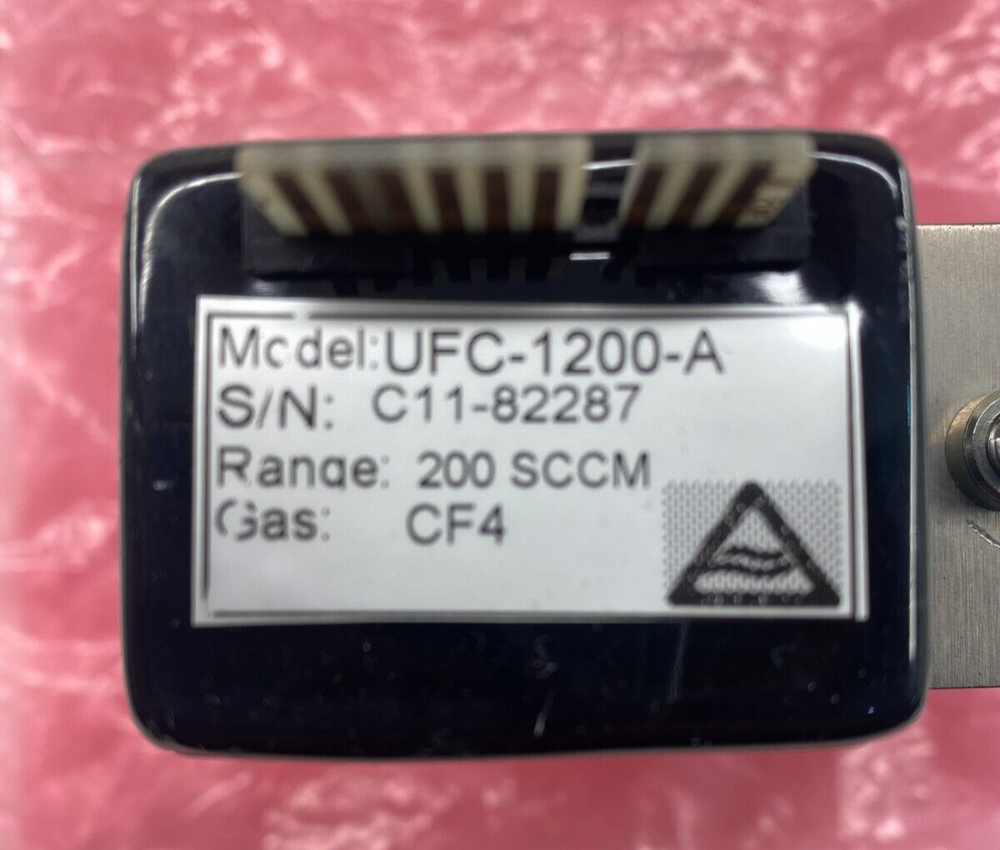 Model:UFC-1200-A
S/N: C11-82287
Range: 200 SCCM
Gas: CF4